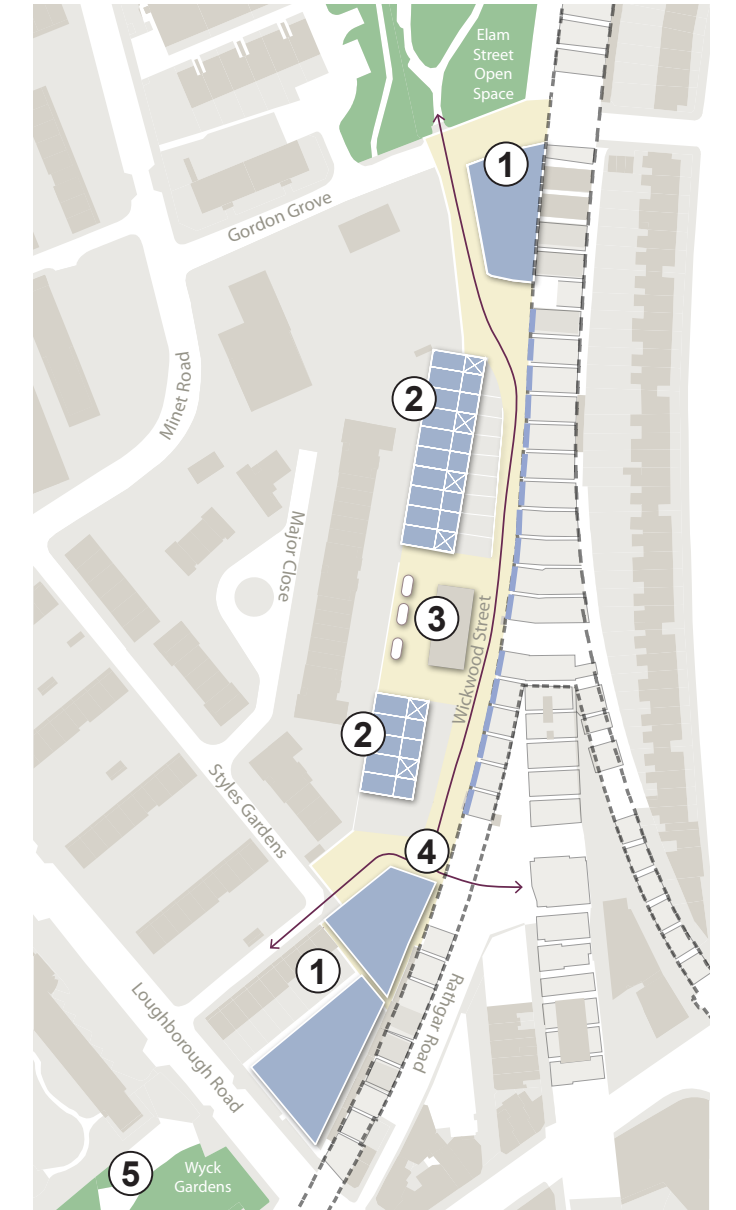 Elam
Street
Open
Space
1
Gordon Grove
Minet Road
2
Major Close
3
Wickwood Street
2
Styles Gardens
4
1
Rathgar Road
Loughborough Road
5
Wyck
Gardens